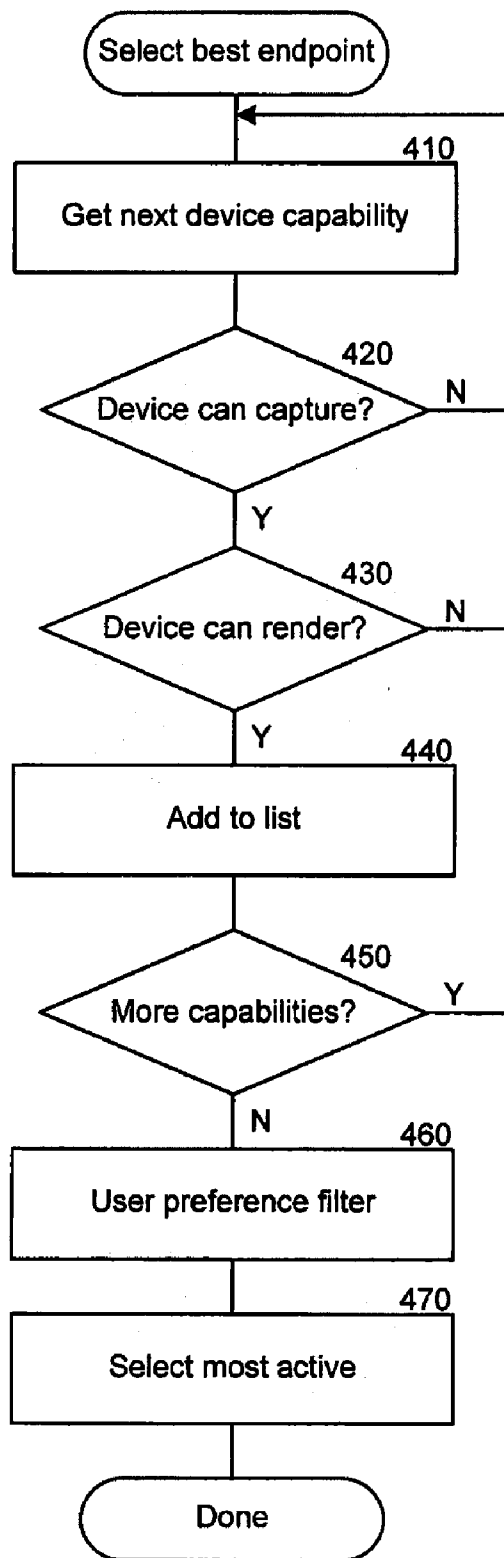 Select best endpoint
410
Get next device capability
420
Device can capture?
N
Y
430
Device can render?
N
Y
440
Add to list
450
More capabilities?
Y
N
460
User preference filter
470
Select most active
Done